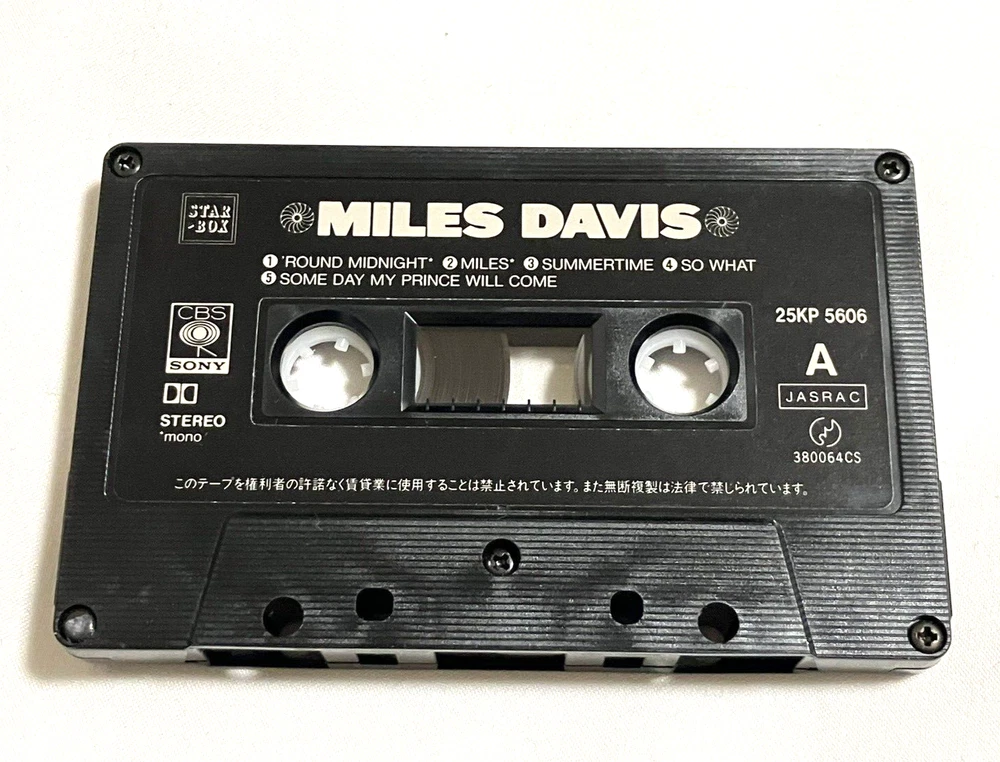 STAR
-BOX
MILES DAVIS
❶ 'ROUND MIDNIGHT* ❷ MILES* ❸ SUMMERTIME ❹ SO WHAT
⑤ SOME DAY MY PRINCE WILL COME
CBS
SONY
25KP 5606
A
JASRAC
STEREO
*mono
380064CS
このテープを権利者の許諾なく賃貸業に使用することは禁止されています。また無断複製は法律で禁じられています。